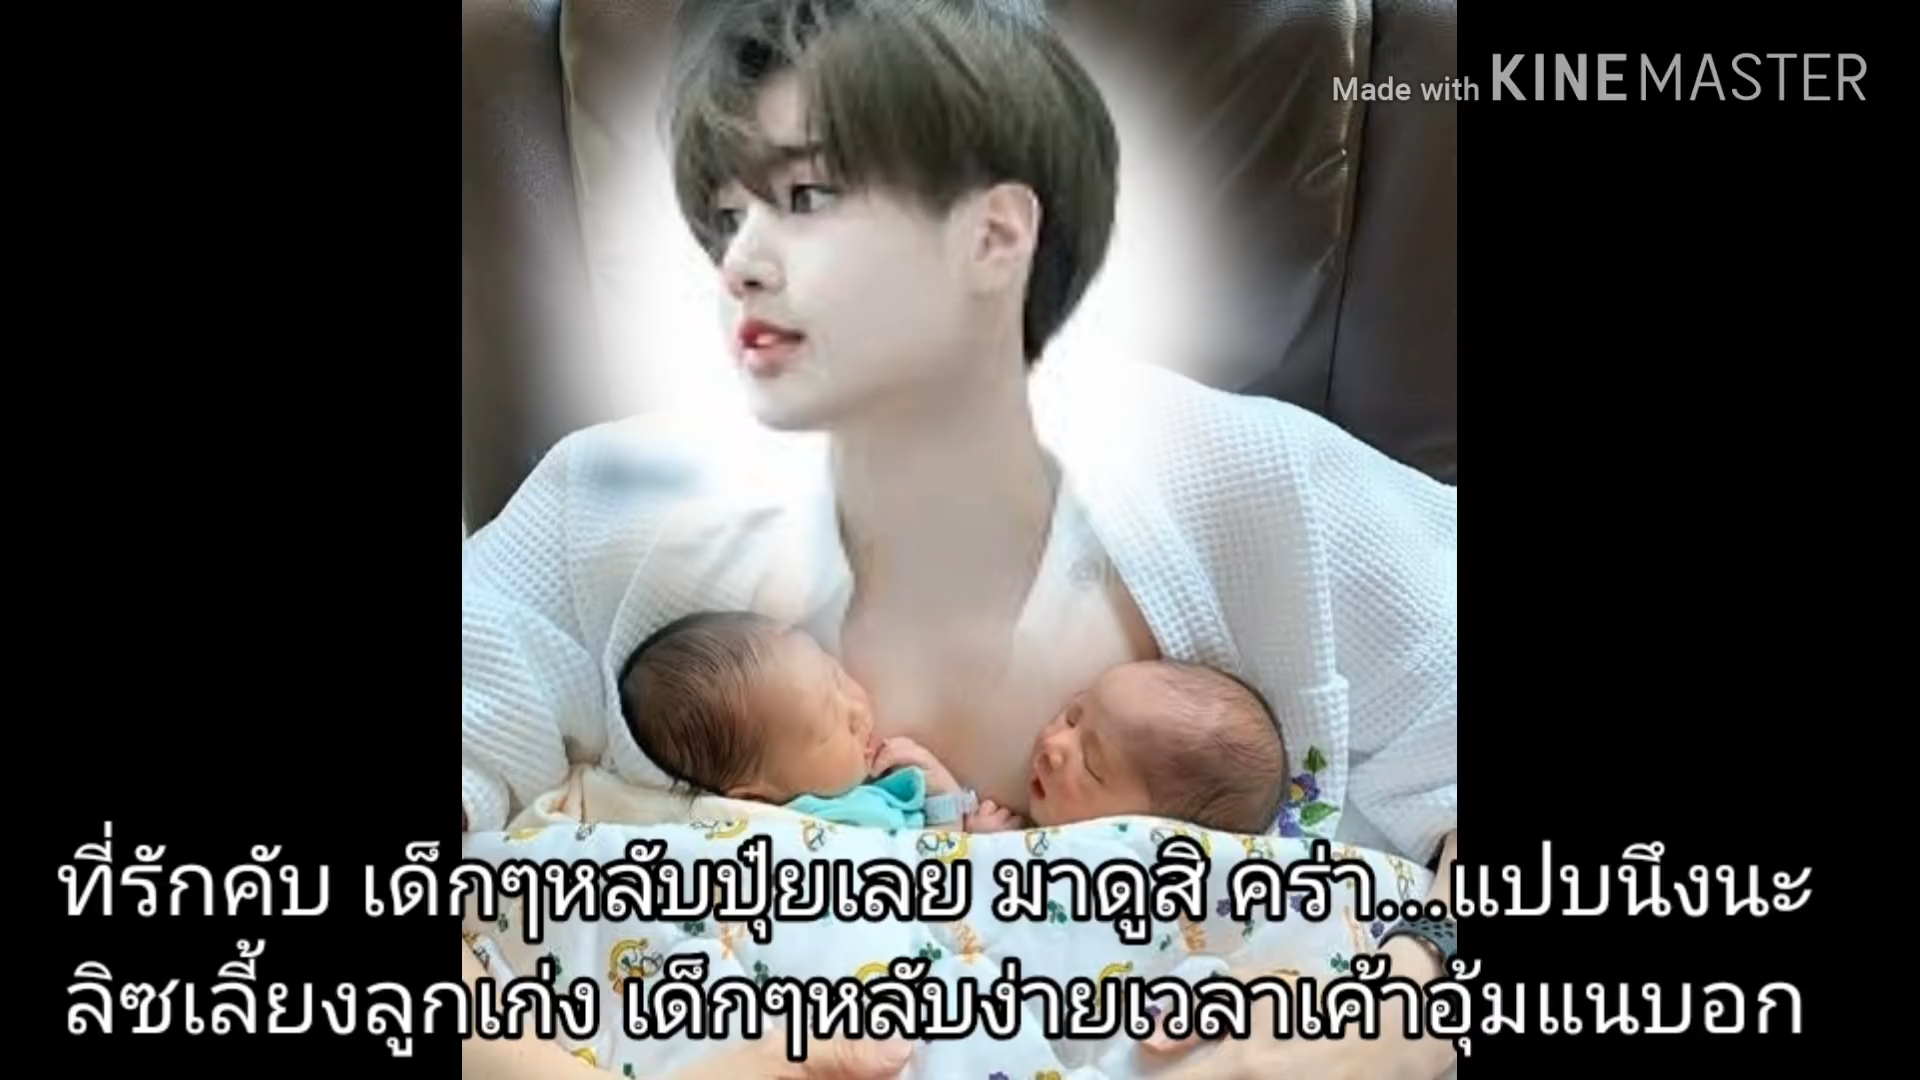 Made with KINEMASTER
ที่รักคับ เด็กๆหลับปุ๋ยเลย มาดูสิ คร่า...แปบนึงนะ
ลิซเลี้ยงลูกเก่ง เด็กๆหลับง่ายเวลาเค้าอุ้มแนบอก